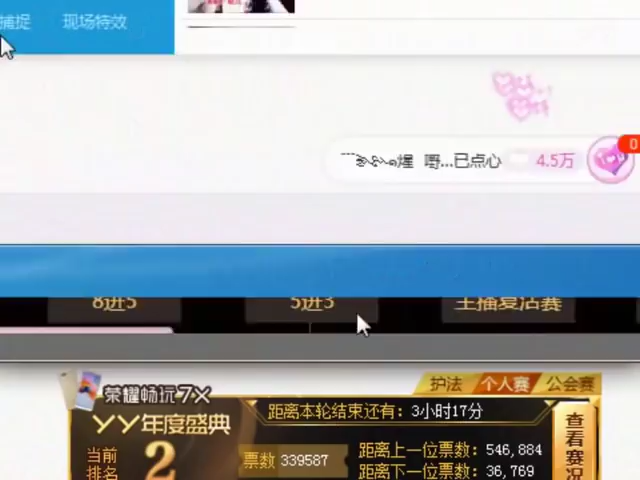 捕捉 现场特效
0
嘢...已点心 4.5万
8进5 5进3 主播复活赛
荣耀畅玩7X
护法 个人赛 公会赛
YY年度盛典
距离本轮结束还有: 3小时17分
查看赛况
当前排名 2
票数 339587
距离上一位票数: 546,884
距离下一位票数: 36,769